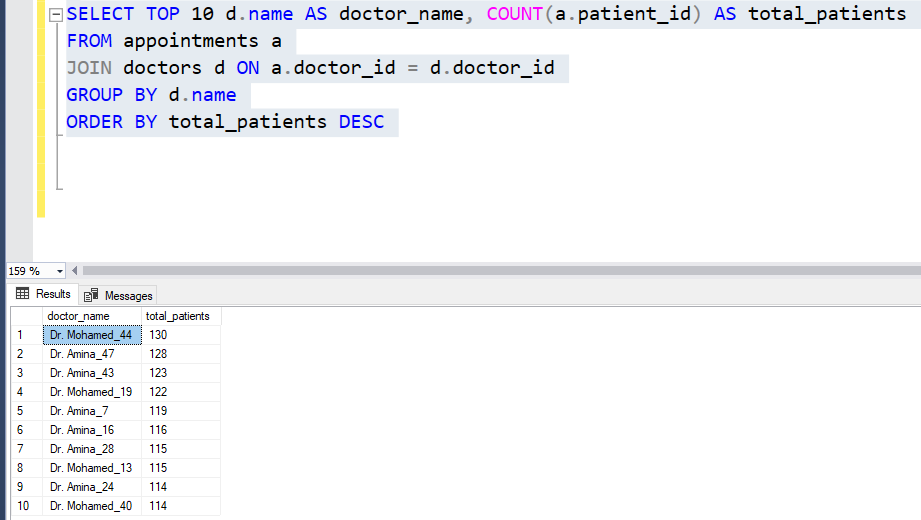 SELECT TOP 10 d.name AS doctor_name, COUNT(a.patient_id) AS total_patients
FROM appointments a
JOIN doctors d ON a.doctor_id = d.doctor_id
GROUP BY d.name
ORDER BY total_patients DESC
159 %
Results Messages
doctor_name total_patients
1 Dr. Mohamed_44 130
2 Dr. Amina_47 128
3 Dr. Amina_43 123
4 Dr. Mohamed_19 122
5 Dr. Amina_7 119
6 Dr. Amina_16 116
7 Dr. Amina_28 115
8 Dr. Mohamed_13 115
9 Dr. Amina_24 114
10 Dr. Mohamed_40 114